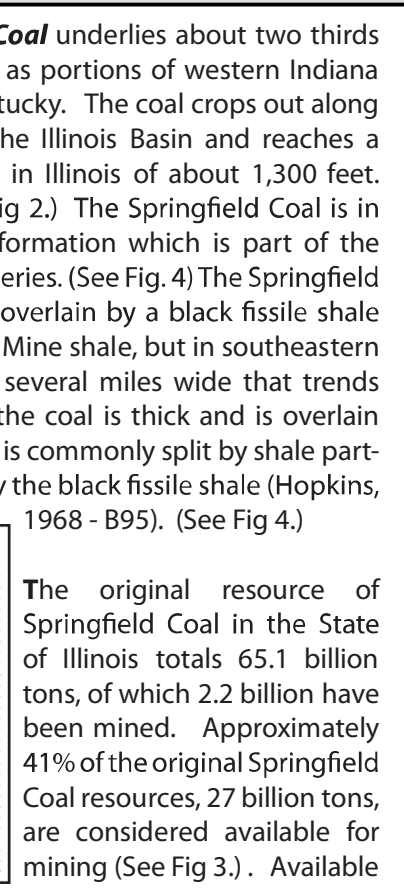 Coal underlies about two thirds
as portions of western Indiana
tucky. The coal crops out along
he Illinois Basin and reaches a
in Illinois of about 1,300 feet.
ig 2.) The Springfield Coal is in
formation which is part of the
eries. (See Fig. 4) The Springfield
overlain by a black fissile shale
Mine shale, but in southeastern
several miles wide that trends
the coal is thick and is overlain
is commonly split by shale part-
y the black fissile shale (Hopkins,
1968 - B95). (See Fig 4.)
The original resource of
Springfield Coal in the State
of Illinois totals 65.1 billion
tons, of which 2.2 billion have
been mined. Approximately
41% of the original Springfield
Coal resources, 27 billion tons,
are considered available for
mining (See Fig 3.) . Available